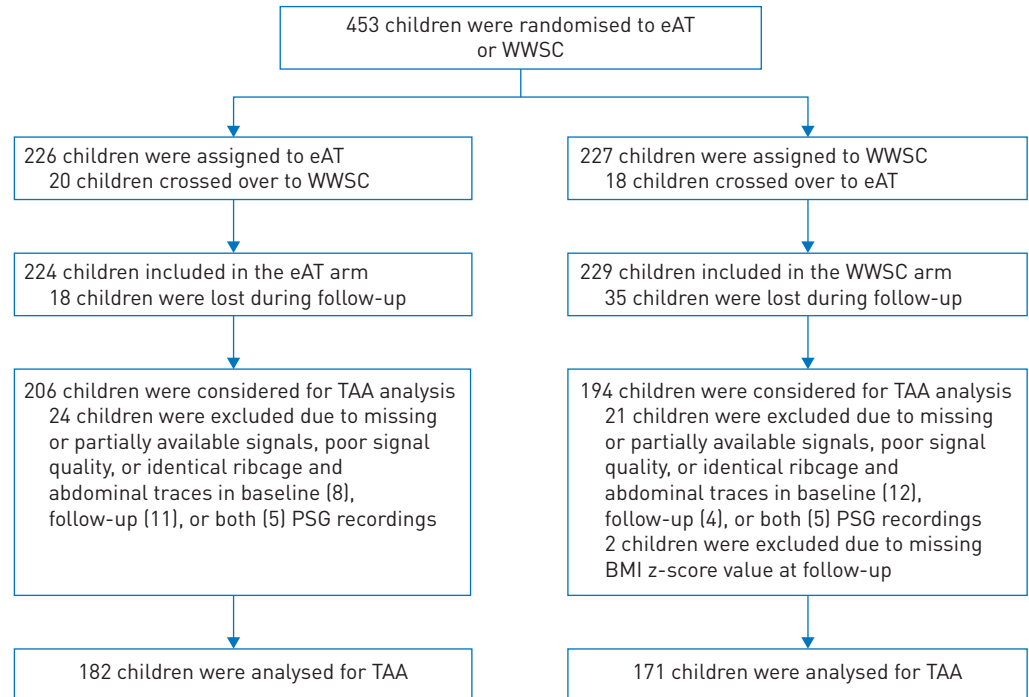 453 children were randomised to eAT
or WWSC
226 children were assigned to eAT
20 children crossed over to WWSC
227 children were assigned to WWSC
18 children crossed over to eAT
224 children included in the eAT arm
18 children were lost during follow-up
229 children included in the WWSC arm
35 children were lost during follow-up
206 children were considered for TAA analysis
24 children were excluded due to missing
or partially available signals, poor signal
quality, or identical ribcage and
abdominal traces in baseline (8),
follow-up (11), or both (5) PSG recordings
194 children were considered for TAA analysis
21 children were excluded due to missing
or partially available signals, poor signal
quality, or identical ribcage and
abdominal traces in baseline (12),
follow-up (4), or both (5) PSG recordings
2 children were excluded due to missing
BMI z-score value at follow-up
182 children were analysed for TAA
171 children were analysed for TAA